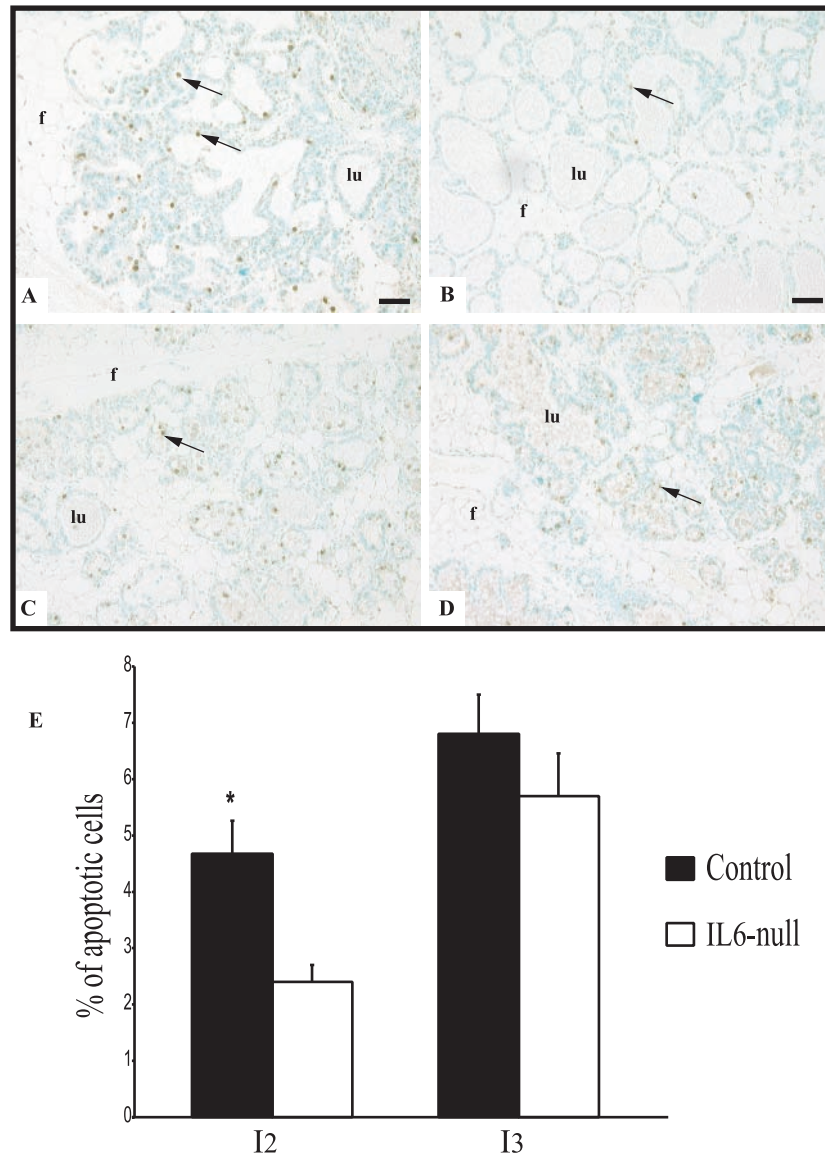 f
lu
A
lu
f
B
f
lu
C
lu
f
D
E
% of apoptotic cells
8
7
6
5
4
3
2
1
0
*
I2
I3
Control
IL6-null